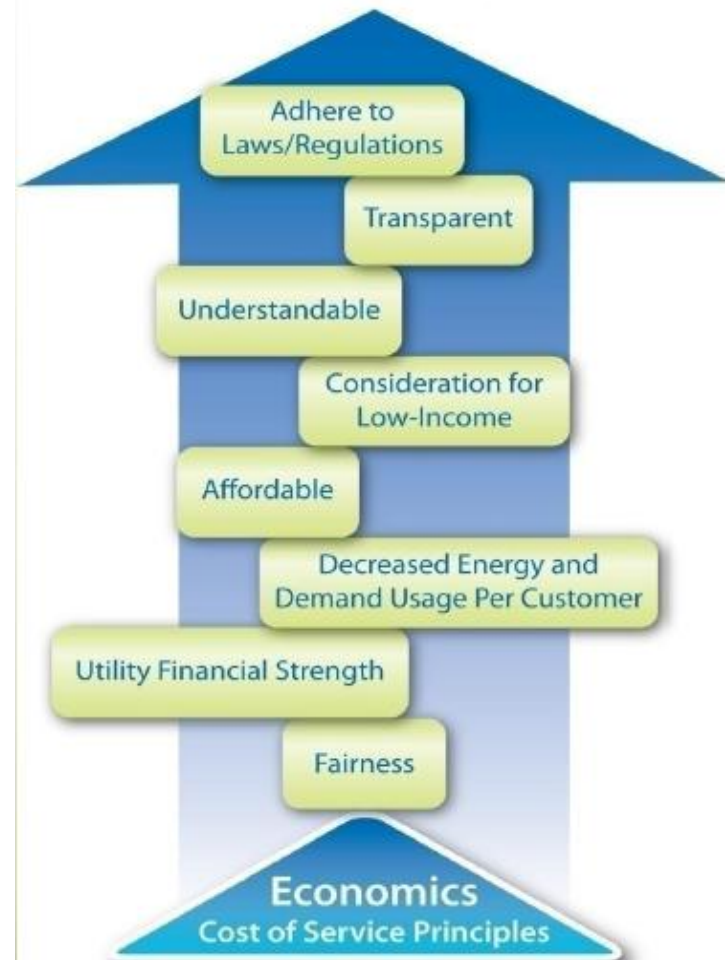 Adhere to
Laws/Regulations
Transparent
Understandable
Consideration for
Low-Income
Affordable
Decreased Energy and
Demand Usage Per Customer
Utility Financial Strength
Fairness
Economics
Cost of Service Principles